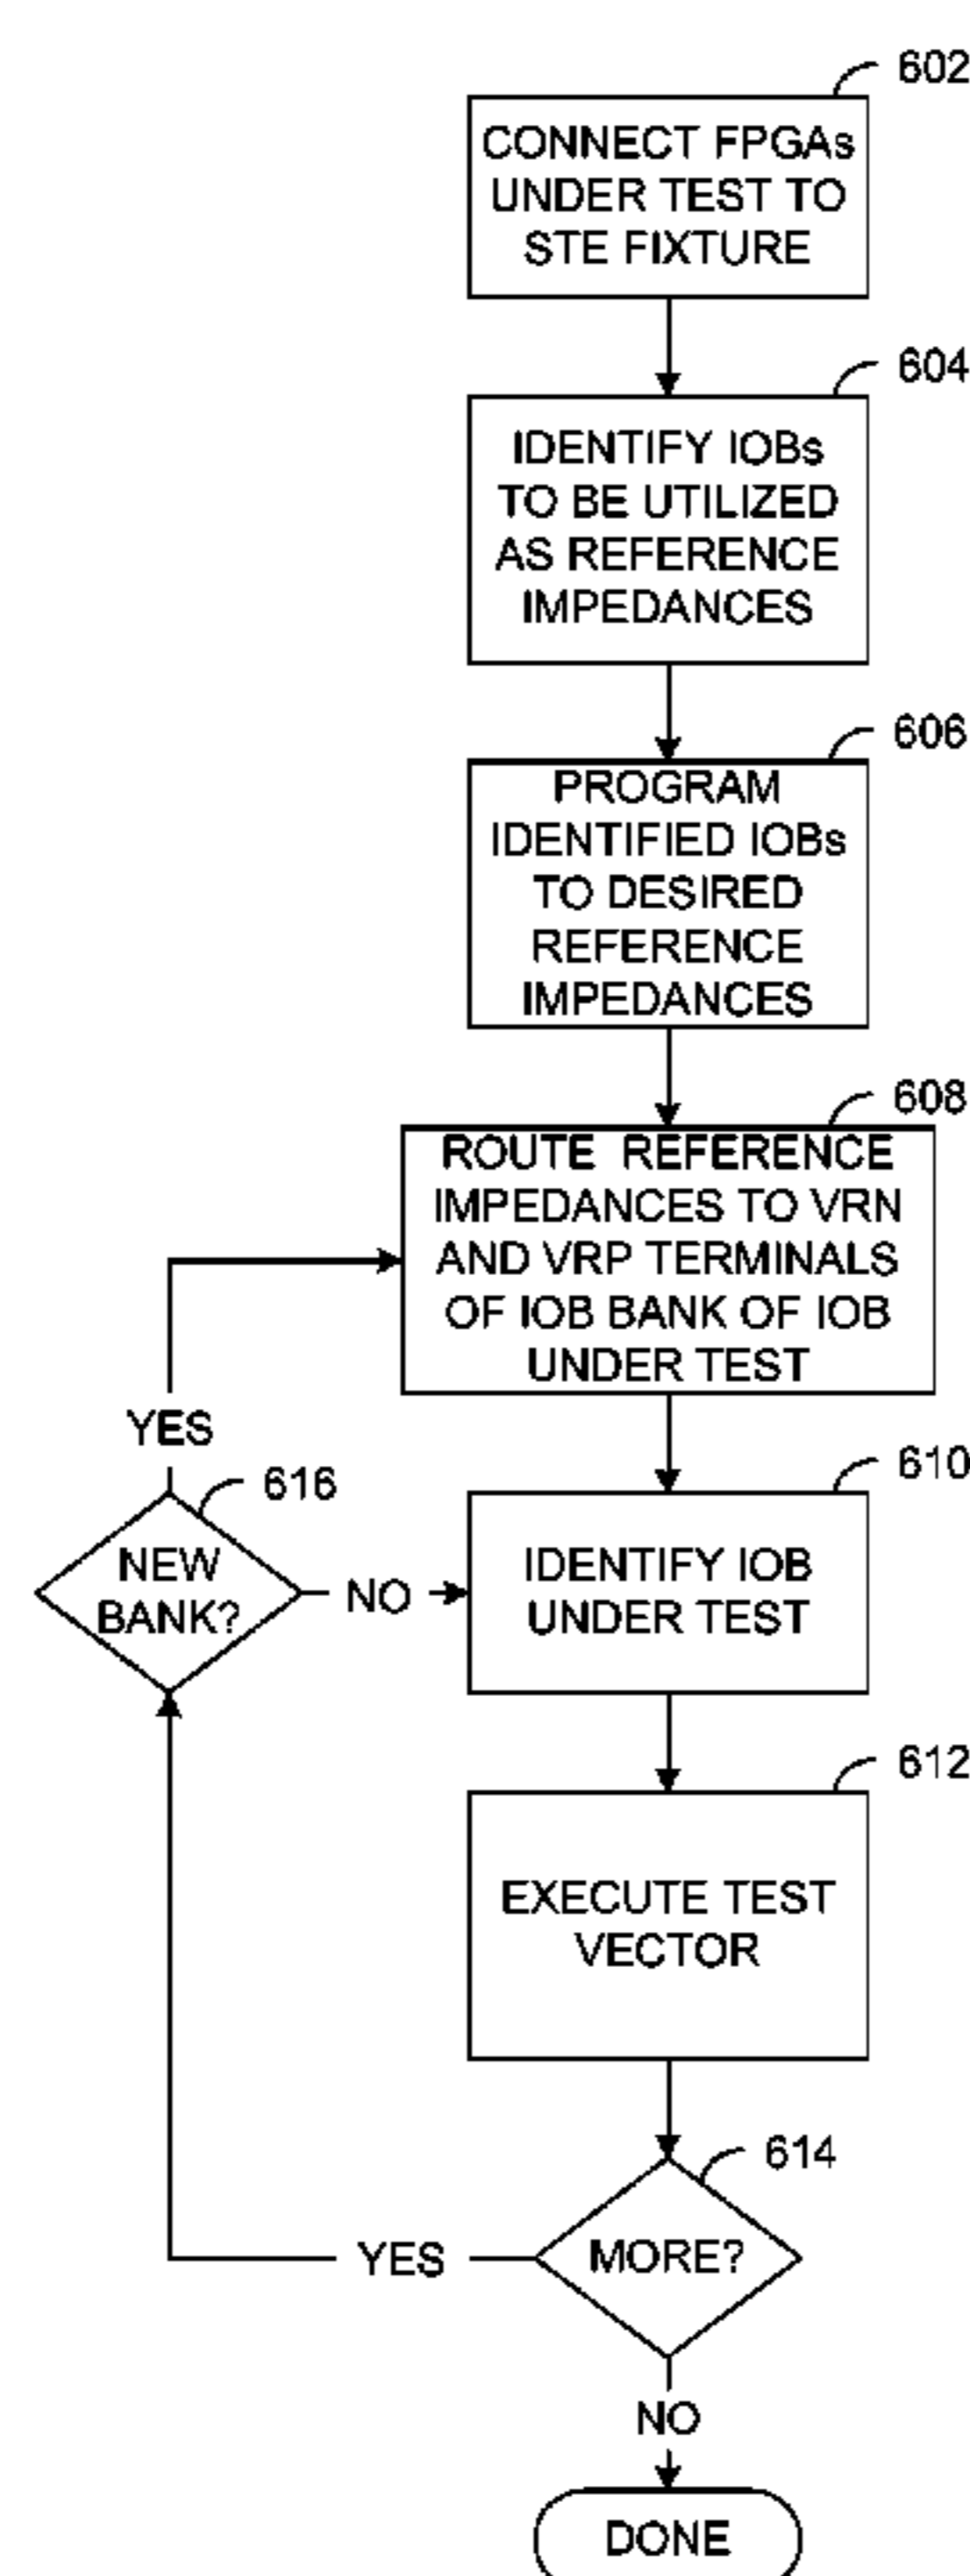 602
CONNECT FPGAs
UNDER TEST TO
STE FIXTURE
604
IDENTIFY IOBs
TO BE UTILIZED
AS REFERENCE
IMPEDANCES
606
PROGRAM
IDENTIFIED IOBs
TO DESIRED
REFERENCE
IMPEDANCES
608
ROUTE REFERENCE
IMPEDANCES TO VRN
AND VRP TERMINALS
OF IOB BANK OF IOB
UNDER TEST
YES
616
NEW
BANK?
NO
610
IDENTIFY IOB
UNDER TEST
612
EXECUTE TEST
VECTOR
614
MORE?
YES
NO
DONE